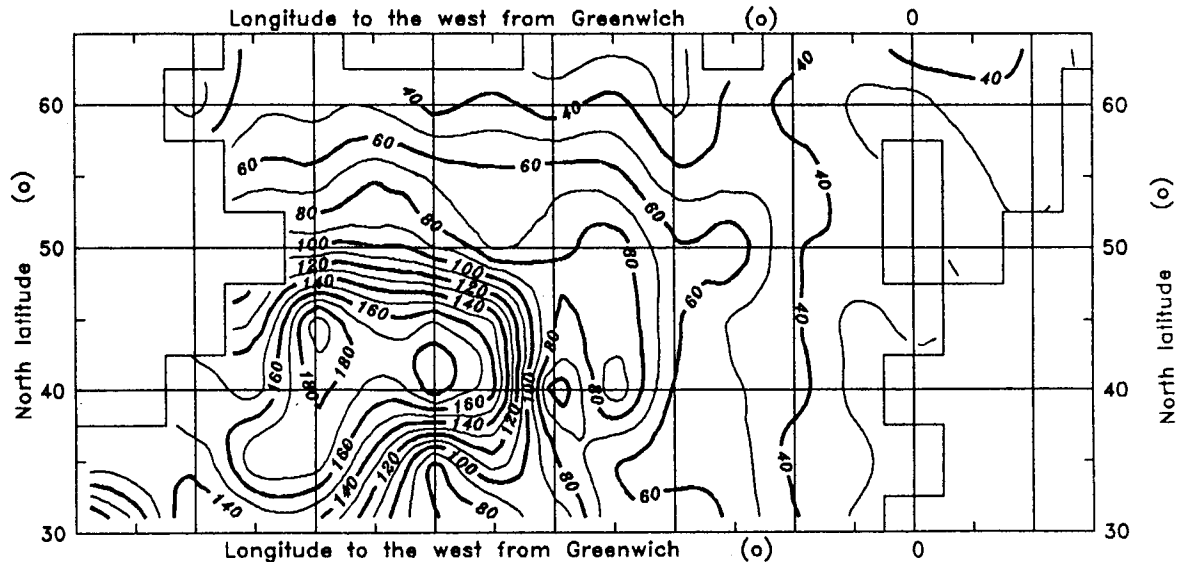 Longitude to the west from Greenwich (o) 0
60 40 40 40 40 60
60 60 60 40
80 80 60
50 100 100 80 50
120 120 60
140 140 40
160 80
180
40 160 180 160 100 80 40
140 120
160 100 40
140 140 120 80 80 60
30 30
North latitude (o)
North latitude (o)
Longitude to the west from Greenwich (o) 0